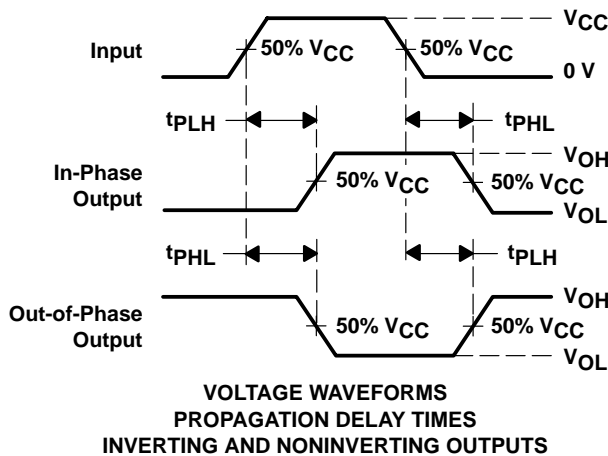 VCC
Input
50% VCC
50% VCC
0 V
tPLH
tPHL
VOH
In-Phase
Output
50% VCC
50% VCC
VOL
tPHL
tPLH
VOH
Out-of-Phase
Output
50% VCC
50% VCC
VOL
VOLTAGE WAVEFORMS
PROPAGATION DELAY TIMES
INVERTING AND NONINVERTING OUTPUTS